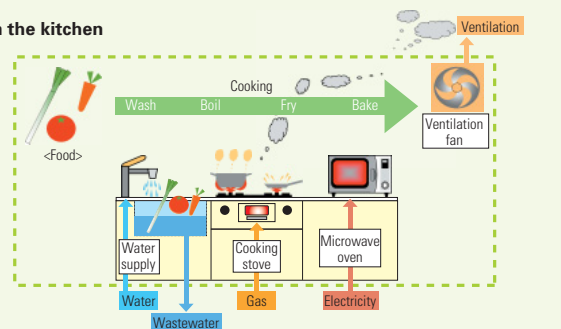 n the kitchen
Ventilation
Cooking
Wash Boil Fry Bake
<Food>
Ventilation
fan
Water
supply
Cooking
stove
Microwave
oven
Water
Gas
Electricity
Wastewater